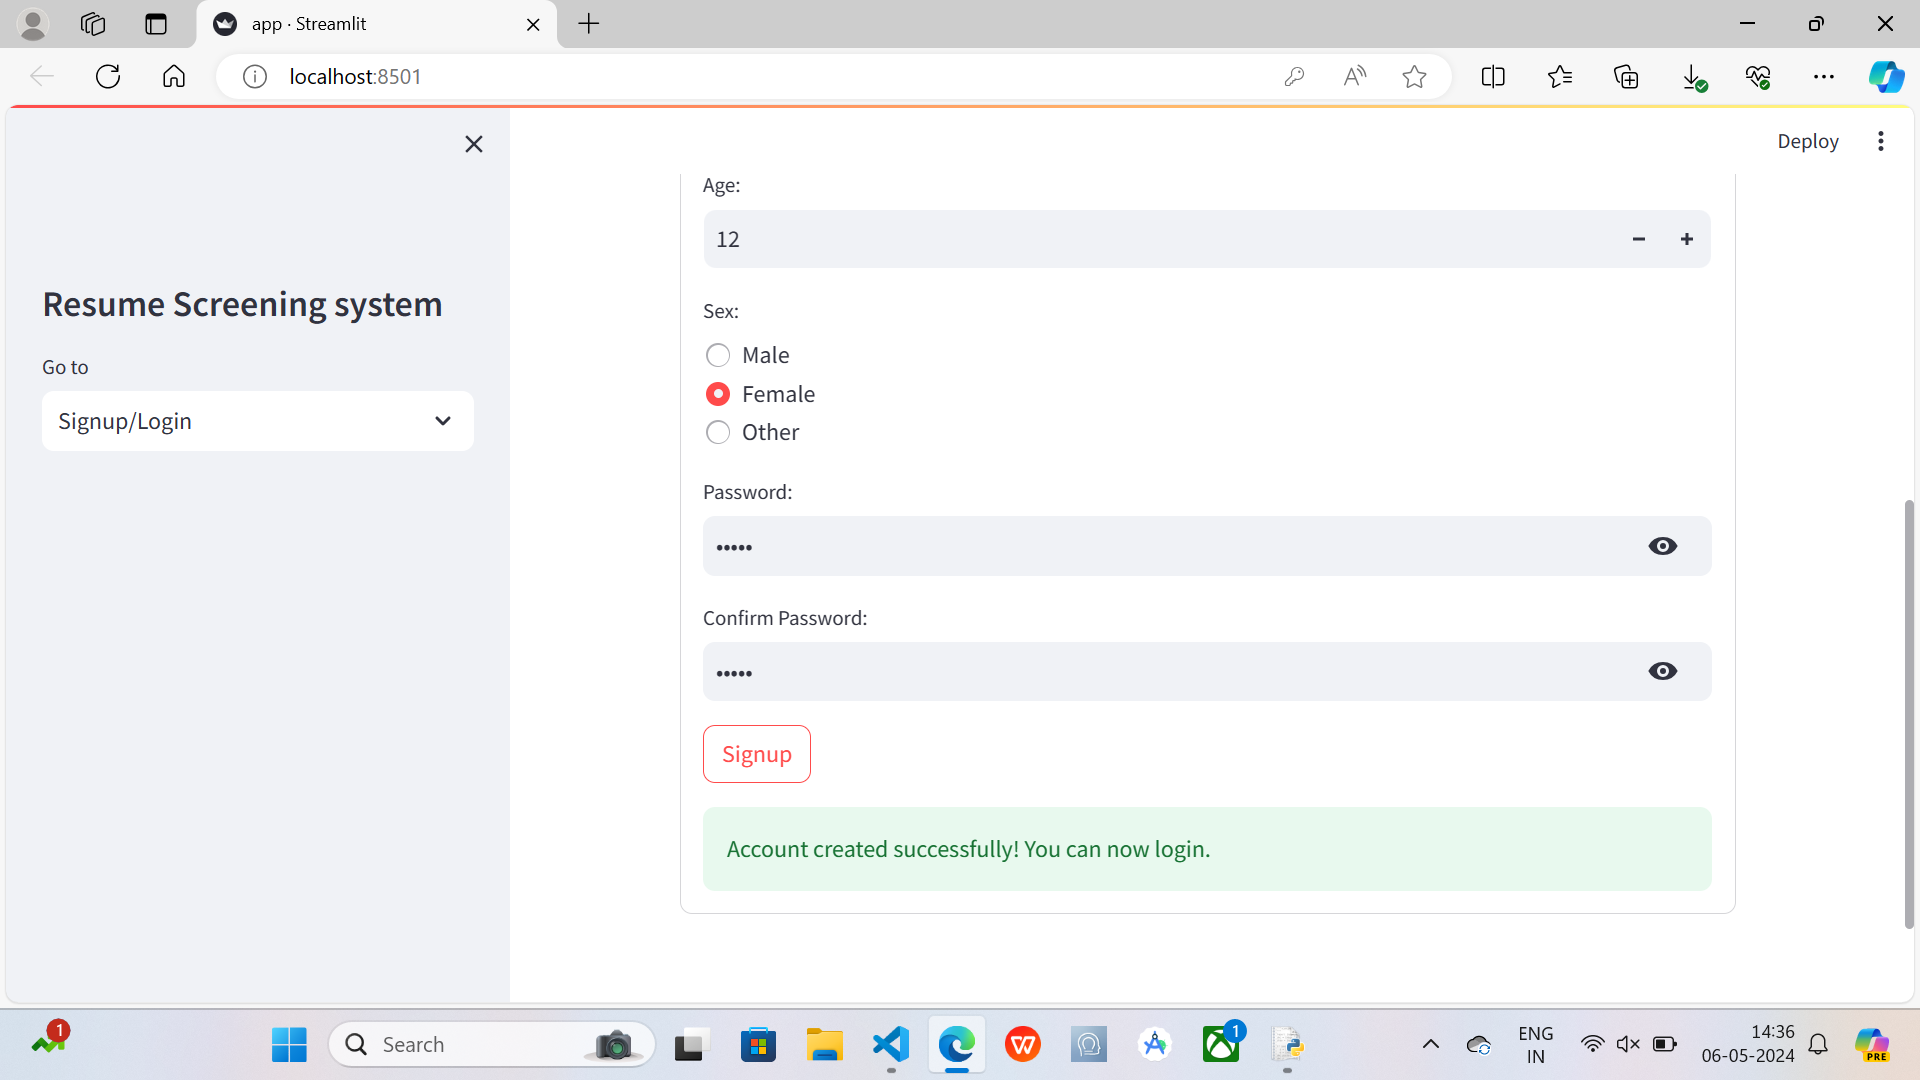 app · Streamlit
localhost:8501
Deploy
Resume Screening system
Go to
Signup/Login
Age:
12
Sex:
Male
Female
Other
Password:
•••••
Confirm Password:
•••••
Signup
Account created successfully! You can now login.
1
Search
1
ENG
IN
14:36
06-05-2024
PRE